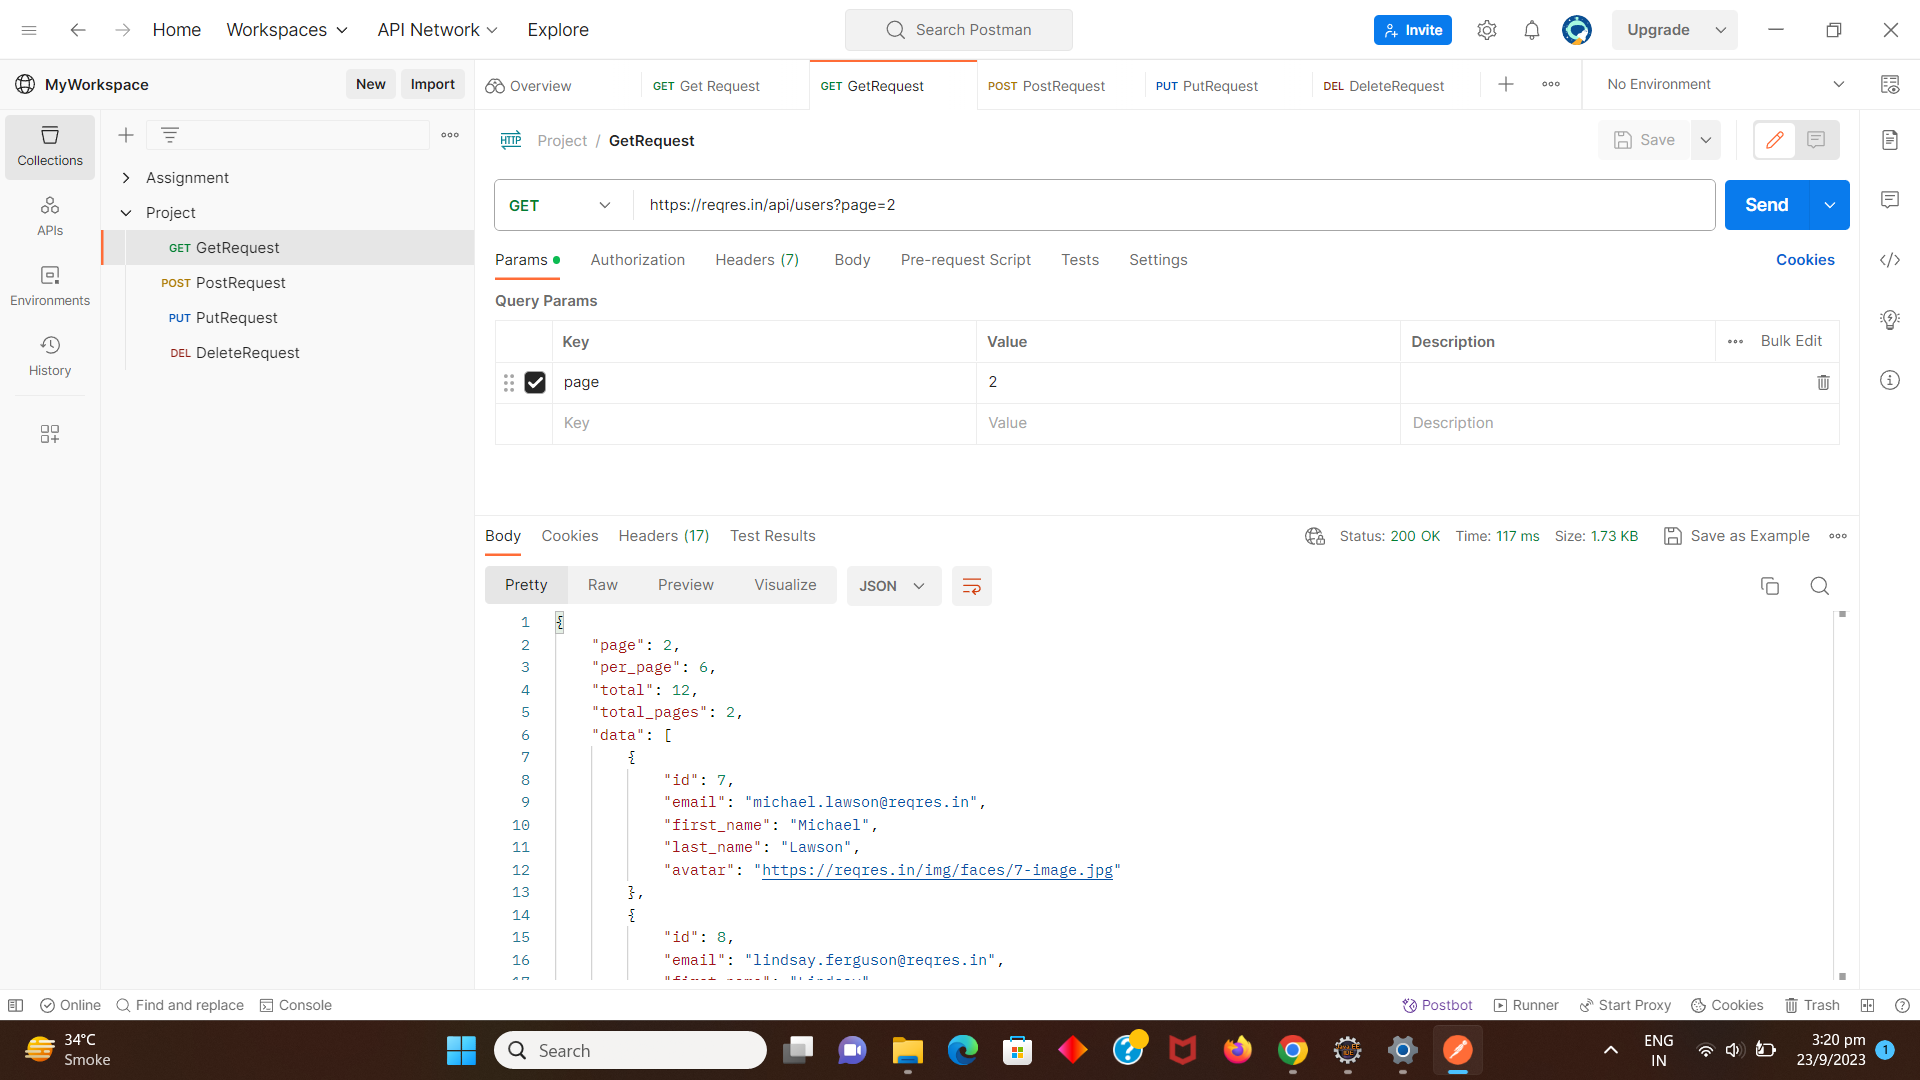 Home Workspaces API Network Explore Search Postman Invite Upgrade
MyWorkspace New Import Overview GET Get Request GET GetRequest POST PostRequest PUT PutRequest DEL DeleteRequest No Environment
Collections
APIs
Environments
History
Assignment
Project
GET GetRequest
POST PostRequest
PUT PutRequest
DEL DeleteRequest
HTTP Project / GetRequest Save
GET https://reqres.in/api/users?page=2 Send
Params Authorization Headers (7) Body Pre-request Script Tests Settings Cookies
Query Params
Key Value Description Bulk Edit
page 2
Key Value Description
Body Cookies Headers (17) Test Results Status: 200 OK Time: 117 ms Size: 1.73 KB Save as Example
Pretty Raw Preview Visualize JSON
1 {
2 "page": 2,
3 "per_page": 6,
4 "total": 12,
5 "total_pages": 2,
6 "data": [
7 {
8 "id": 7,
9 "email": "michael.lawson@reqres.in",
10 "first_name": "Michael",
11 "last_name": "Lawson",
12 "avatar": "https://reqres.in/img/faces/7-image.jpg"
13 },
14 {
15 "id": 8,
16 "email": "lindsay.ferguson@reqres.in",
17 "first_name": "Lindsay"
Online Find and replace Console Postbot Runner Start Proxy Cookies Trash
34°C
Smoke
Search
ENG
IN
3:20 pm
23/9/2023
1